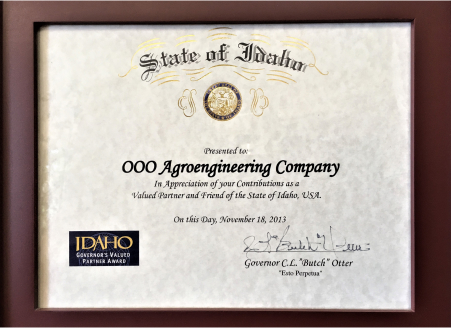 State of Idaho
Presented to:
OOO Agroengineering Company
In Appreciation of your Contributions as a
Valued Partner and Friend of the State of Idaho, USA.
On this Day, November 18, 2013
IDAHO
GOVERNOR'S VALUED
PARTNER AWARD
Governor C.L. "Butch" Otter
"Esto Perpetua"